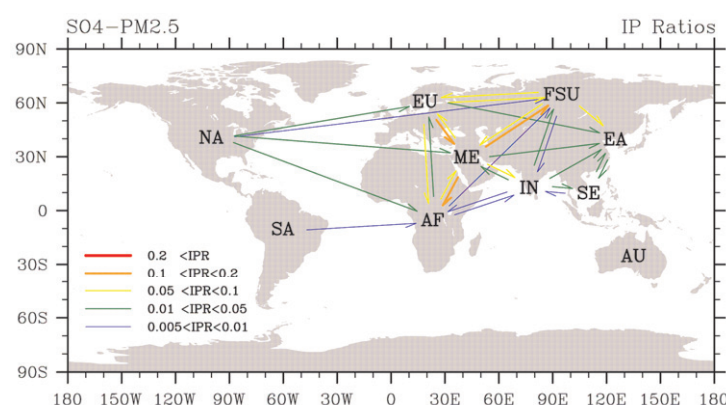 SO4-PM2.5 IP Ratios
90N
60N
30N
0
30S
60S
90S
EU FSU
NA EA
ME
IN SE
SA AF
AU
0.2 <IPR
0.1 <IPR<0.2
0.05 <IPR<0.1
0.01 <IPR<0.05
0.005<IPR<0.01
180 150W 120W 90W 60W 30W 0 30E 60E 90E 120E 150E 180